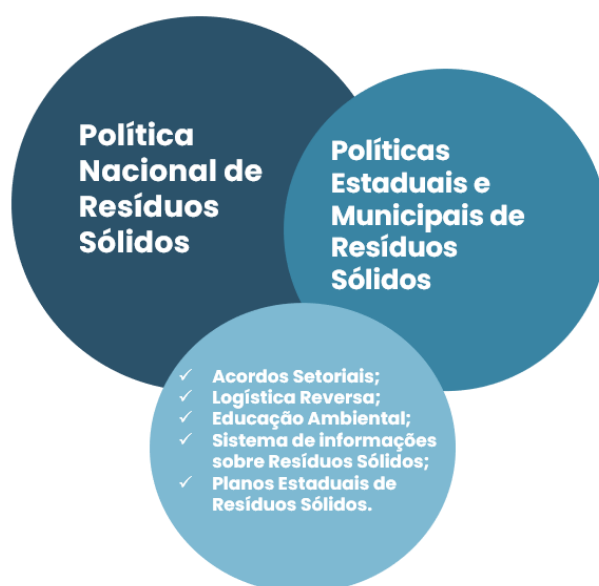 Política
Nacional de
Resíduos
Sólidos
Políticas
Estaduais e
Municipais de
Resíduos
Sólidos
✓ Acordos Setoriais;
✓ Logística Reversa;
✓ Educação Ambiental;
✓ Sistema de informações
sobre Resíduos Sólidos;
✓ Planos Estaduais de
Resíduos Sólidos.